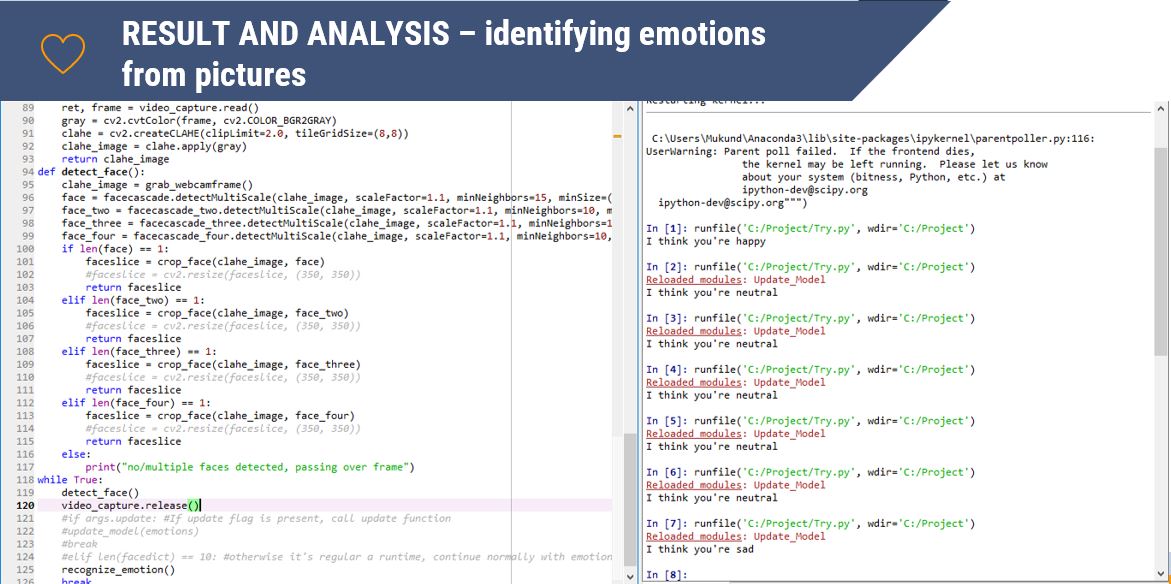 RESULT AND ANALYSIS – identifying emotions
from pictures
89 ret, frame = video_capture.read()
90 gray = cv2.cvtColor(frame, cv2.COLOR_BGR2GRAY)
91 clahe = cv2.createCLAHE(clipLimit=2.0, tileGridSize=(8,8))
92 clahe_image = clahe.apply(gray)
93 return clahe_image
94 def detect_face():
95 clahe_image = grab_webcamframe()
96 face = facecascade.detectMultiScale(clahe_image, scaleFactor=1.1, minNeighbors=15, minSize=(
97 face_two = facecascade_two.detectMultiScale(clahe_image, scaleFactor=1.1, minNeighbors=10, m
98 face_three = facecascade_three.detectMultiScale(clahe_image, scaleFactor=1.1, minNeighbors=1
99 face_four = facecascade_four.detectMultiScale(clahe_image, scaleFactor=1.1, minNeighbors=10,
100 if len(face) == 1:
101 faceslice = crop_face(clahe_image, face)
102 #faceslice = cv2.resize(faceslice, (350, 350))
103 return faceslice
104 elif len(face_two) == 1:
105 faceslice = crop_face(clahe_image, face_two)
106 #faceslice = cv2.resize(faceslice, (350, 350))
107 return faceslice
108 elif len(face_three) == 1:
109 faceslice = crop_face(clahe_image, face_three)
110 #faceslice = cv2.resize(faceslice, (350, 350))
111 return faceslice
112 elif len(face_four) == 1:
113 faceslice = crop_face(clahe_image, face_four)
114 #faceslice = cv2.resize(faceslice, (350, 350))
115 return faceslice
116 else:
117 print("no/multiple faces detected, passing over frame")
118 while True:
119 detect_face()
120 video_capture.release()
121 #if args.update: #If update flag is present, call update function
122 #update_model(emotions)
123 #break
124 #elif len(facedict) == 10: #otherwise it's regular a runtime, continue normally with emotion
125 recognize_emotion()
126 break
Restarting kernel...
C:\Users\Mukund\Anaconda3\lib\site-packages\ipykernel\parentpoller.py:116:
UserWarning: Parent poll failed. If the frontend dies,
the kernel may be left running. Please let us know
about your system (bitness, Python, etc.) at
ipython-dev@scipy.org
ipython-dev@scipy.org""")
In [1]: runfile('C:/Project/Try.py', wdir='C:/Project')
I think you're happy
In [2]: runfile('C:/Project/Try.py', wdir='C:/Project')
Reloaded modules: Update_Model
I think you're neutral
In [3]: runfile('C:/Project/Try.py', wdir='C:/Project')
Reloaded modules: Update_Model
I think you're neutral
In [4]: runfile('C:/Project/Try.py', wdir='C:/Project')
Reloaded modules: Update_Model
I think you're neutral
In [5]: runfile('C:/Project/Try.py', wdir='C:/Project')
Reloaded modules: Update_Model
I think you're neutral
In [6]: runfile('C:/Project/Try.py', wdir='C:/Project')
Reloaded modules: Update_Model
I think you're neutral
In [7]: runfile('C:/Project/Try.py', wdir='C:/Project')
Reloaded modules: Update_Model
I think you're sad
In [8]: